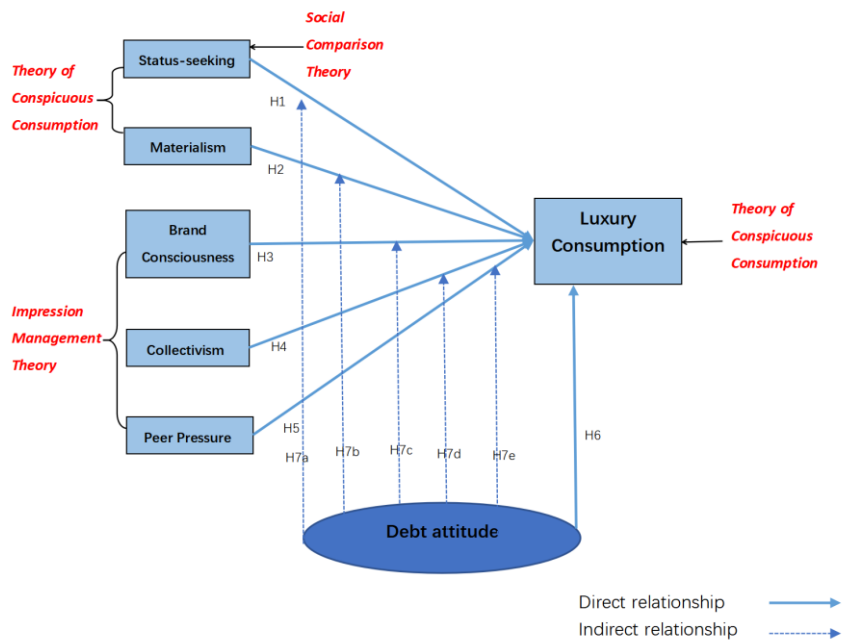 Social
Comparison
Theory
Status-seeking
Theory of
Conspicuous
Consumption
H1
Materialism
H2
Brand
Consciousness
H3
Luxury
Consumption
Theory of
Conspicuous
Consumption
Impression
Management
Theory
Collectivism
H4
Peer Pressure
H5
H7a
H7b
H7c
H7d
H7e
H6
Debt attitude
Direct relationship
Indirect relationship